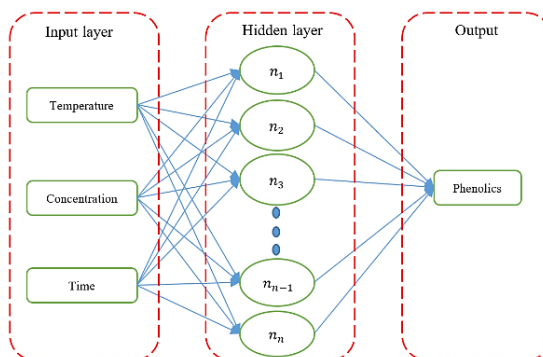 Input layer
Hidden layer
Output
Temperature
Concentration
Time
n₁
n₂
n₃
nₙ₋₁
nₙ
Phenolics